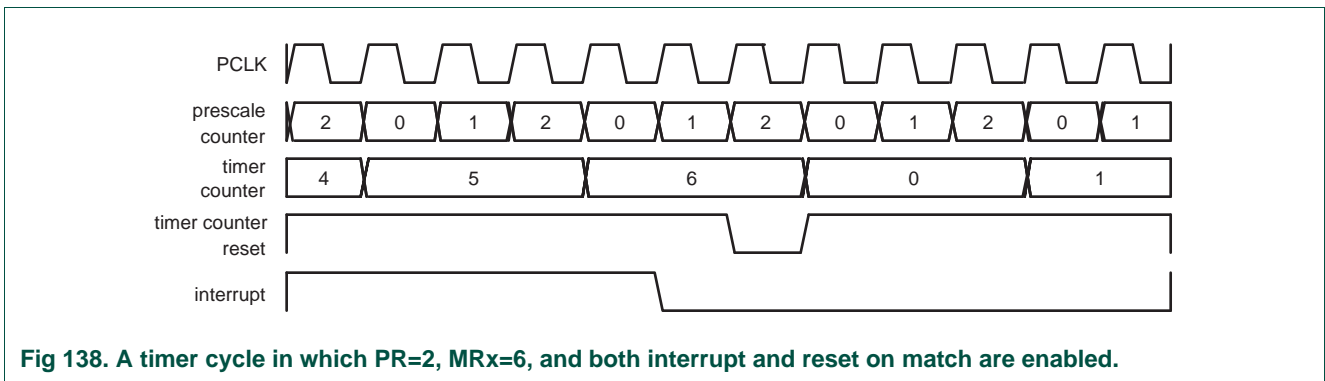 PCLK
prescale
counter
2 0 1 2 0 1 2 0 1 2 0 1
timer
counter
4 5 6 0 1
timer counter
reset
interrupt
Fig 138. A timer cycle in which PR=2, MRx=6, and both interrupt and reset on match are enabled.